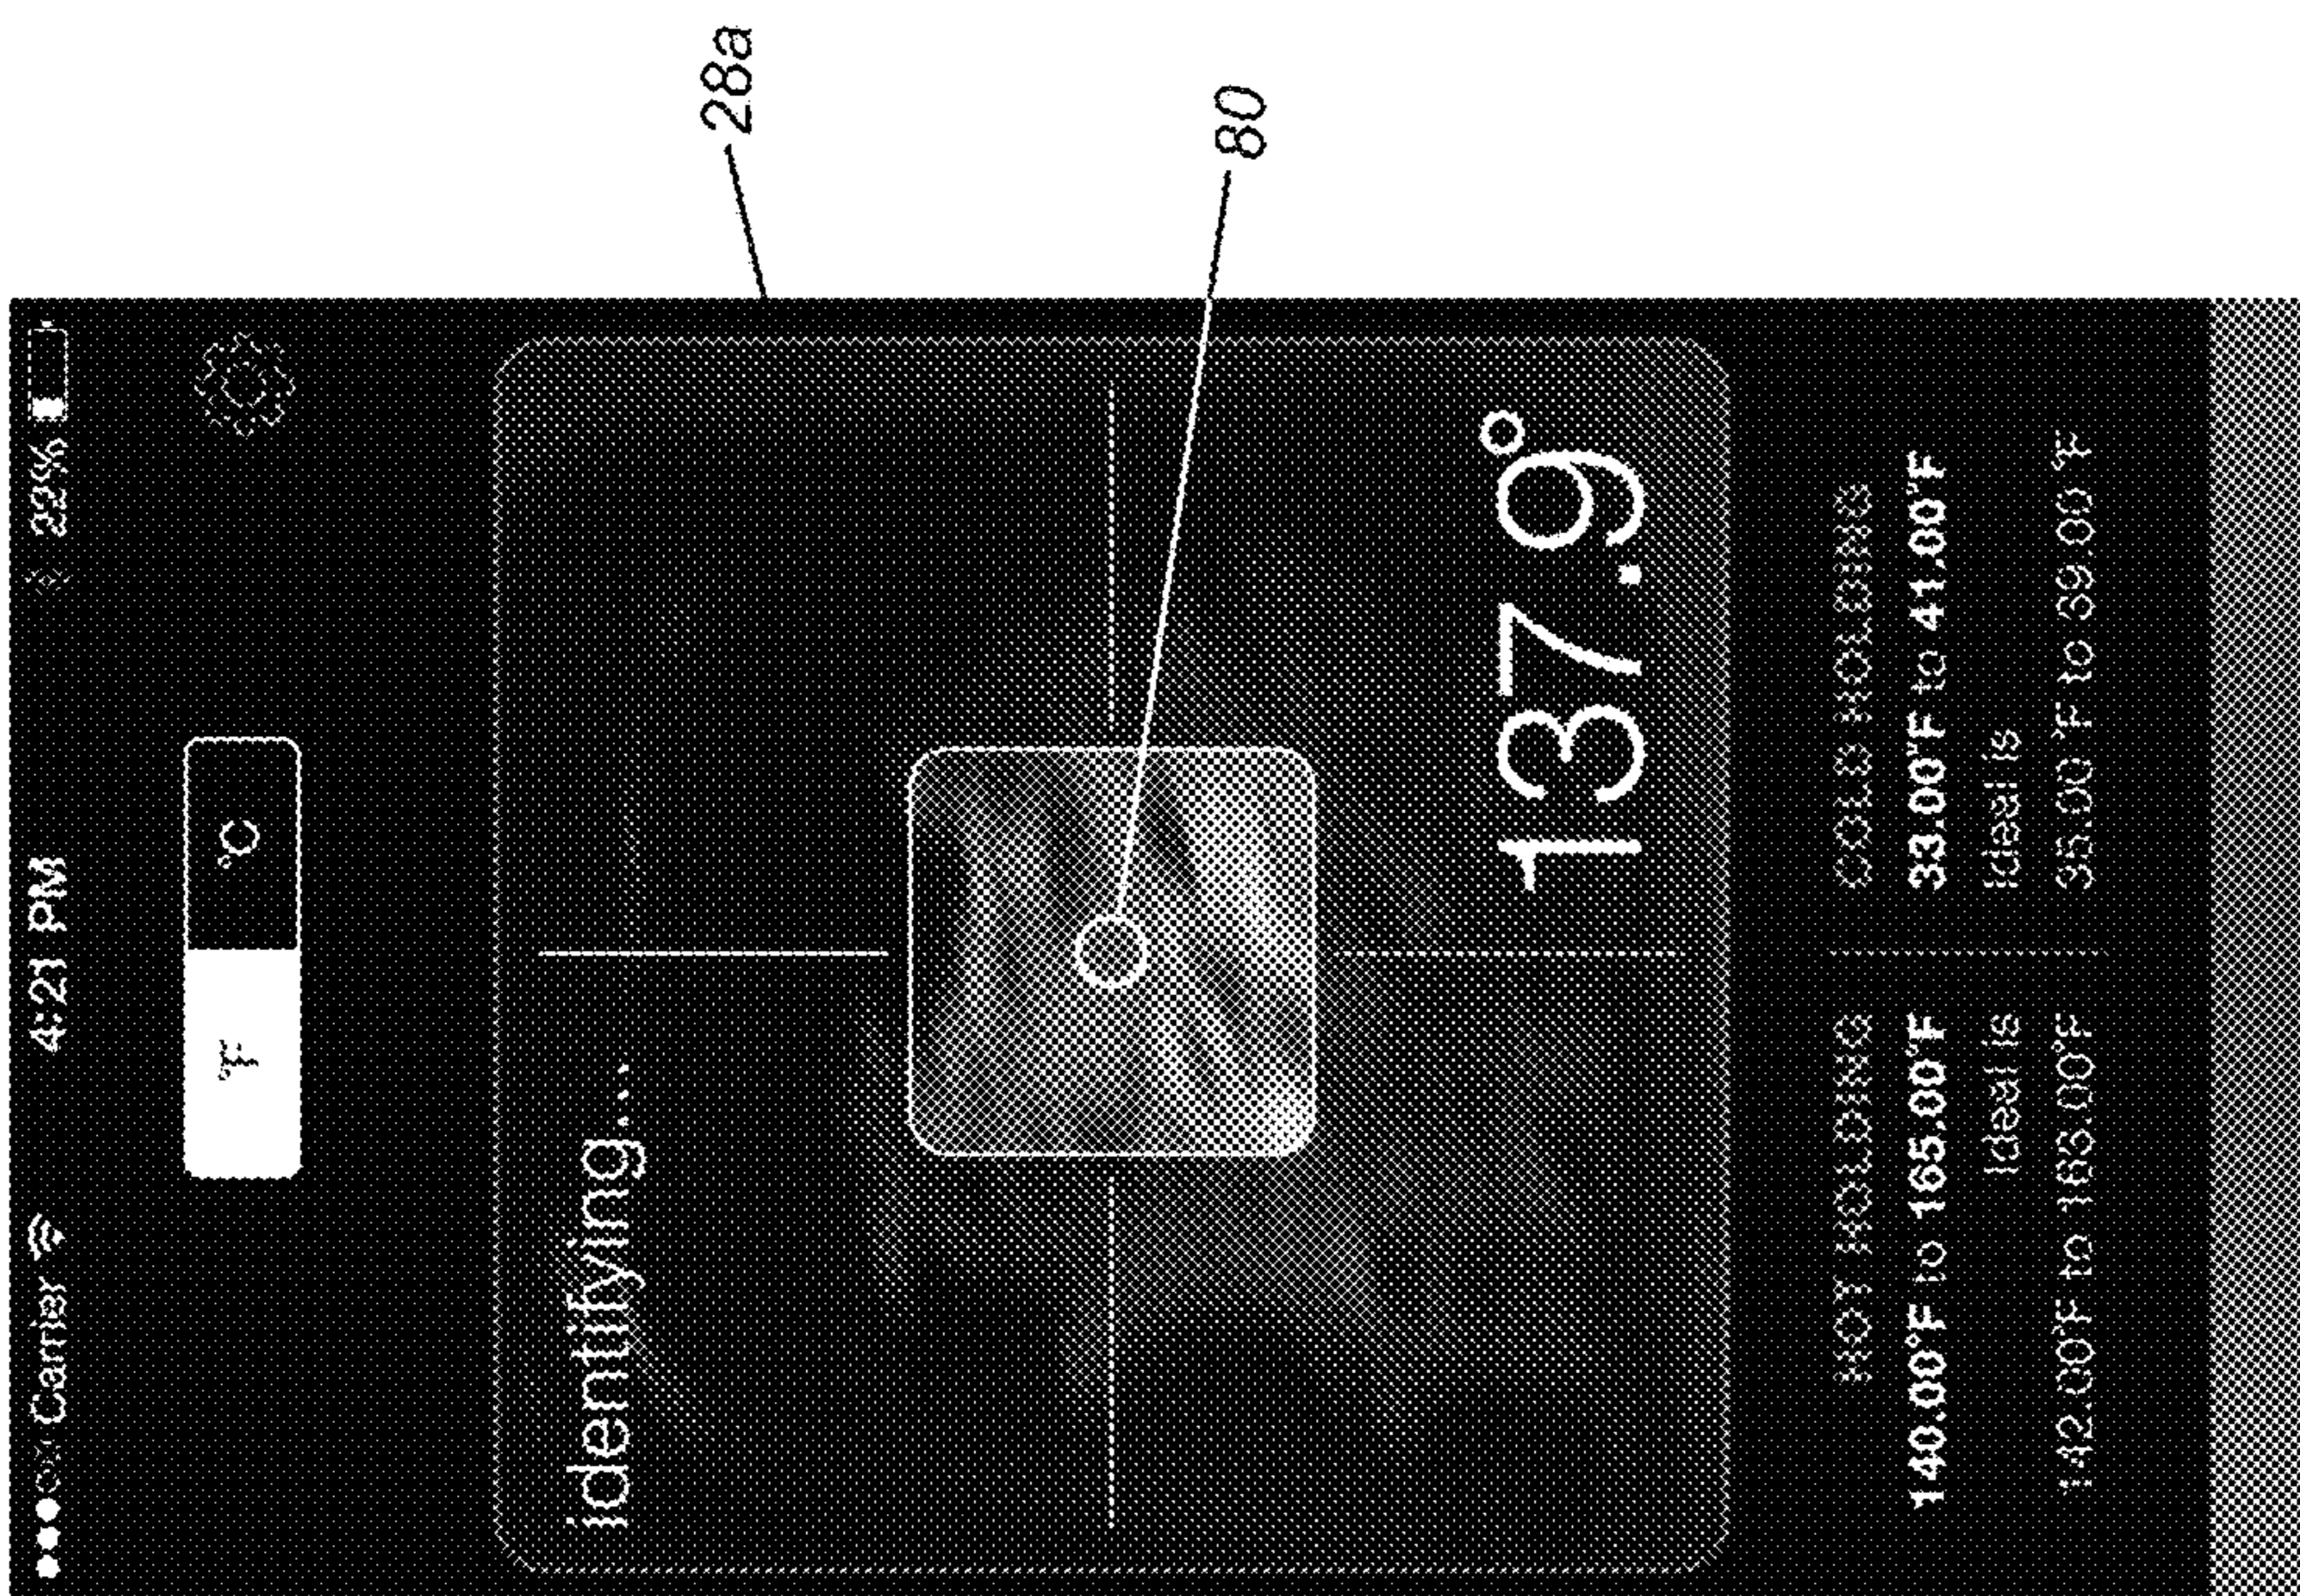 Carrier 4:21 PM 22%
°F °C
identifying...
137.9°
HOT HOLDING
140.00°F to 165.00°F
Ideal is
142.00°F to 163.00°F
COLD HOLDING
33.00°F to 41.00°F
Ideal is
35.00°F to 39.00°F
28a
80